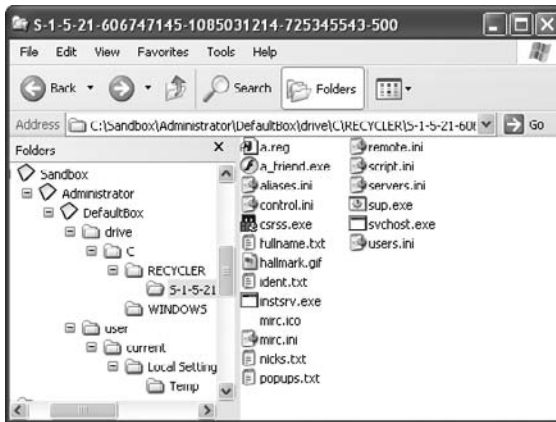 S-1-5-21-606747145-1085031214-725345543-500
File Edit View Favorites Tools Help
Back Search Folders
Address C:\Sandbox\Administrator\DefaultBox\drive\C\RECYCLER\S-1-5-21-60 Go
Folders X
Sandbox
Administrator
DefaultBox
drive
C
RECYCLER
S-1-5-21
WINDOWS
user
current
Local Setting
Temp
a.reg
a_friend.exe
aliases.ini
control.ini
csrss.exe
fullname.txt
hallmark.gif
ident.txt
instsrv.exe
mirc.ico
mirc.ini
nicks.txt
popups.txt
remote.ini
script.ini
servers.ini
sup.exe
svchost.exe
users.ini